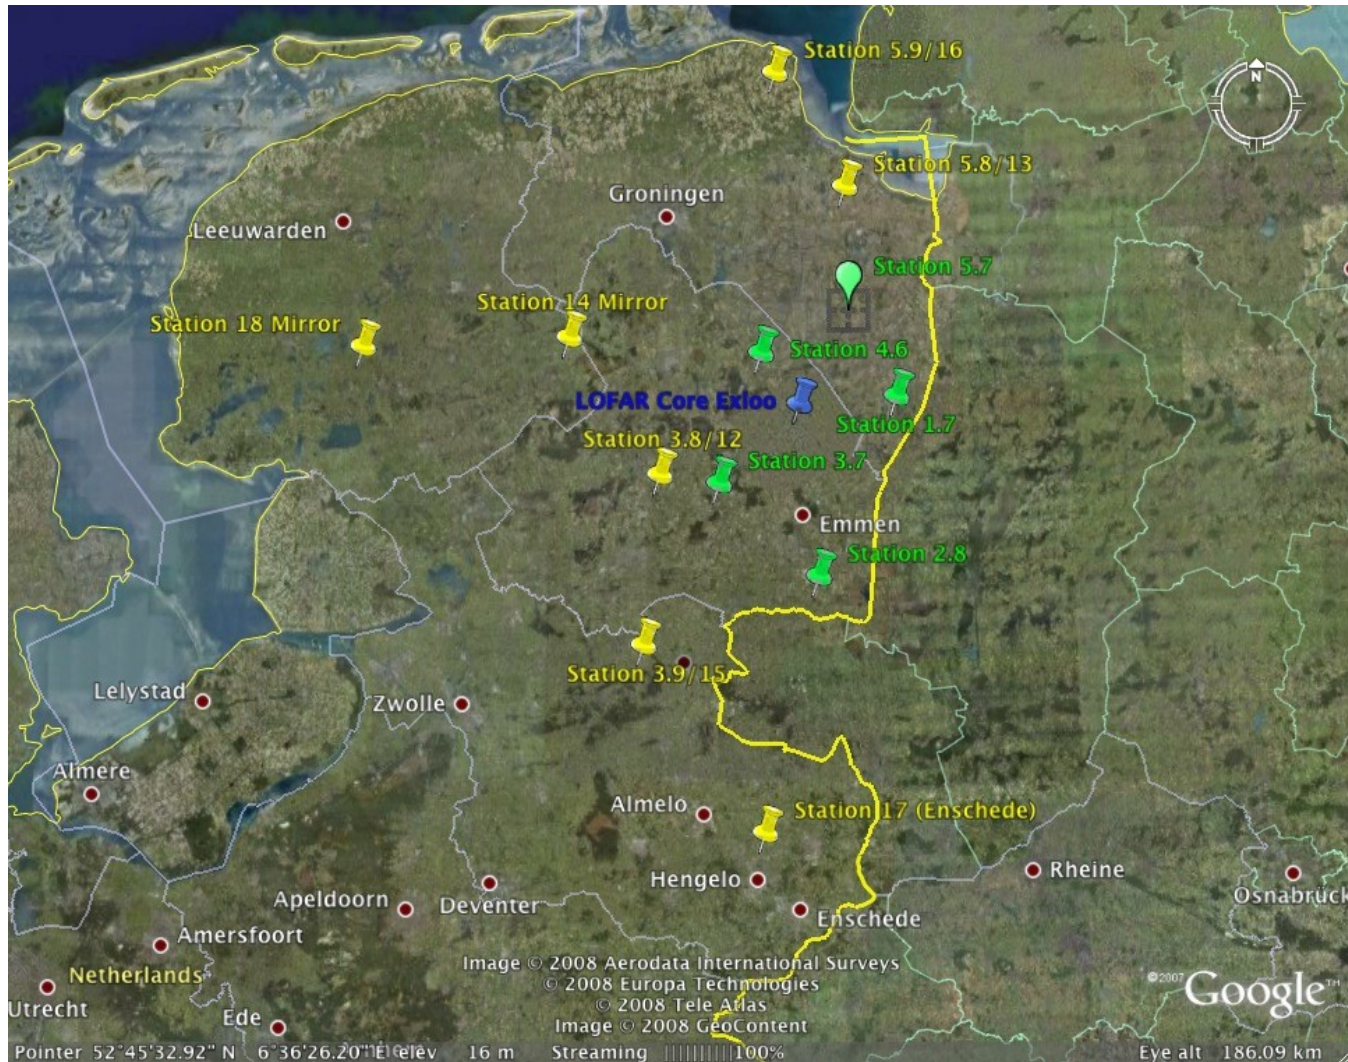 Station 5.9/16
N
Station 5.8/13
Groningen
Leeuwarden
Station 5.7
Station 14 Mirror
Station 18 Mirror
Station 4.6
LOFAR Core Exloo
Station 1.7
Station 3.8/12
Station 3.7
Emmen
Station 2.8
Station 3.9/15
Lelystad
Zwolle
Almere
Almelo
Station 17 (Enschede)
Rheine
Hengelo
Apeldoorn
Deventer
Osnabrück
Enschede
Amersfoort
Netherlands
Utrecht
Ede
Image © 2008 Aerodata International Surveys
© 2008 Europa Technologies
© 2008 Tele Atlas
Image © 2008 GeoContent
©2007 Google™
Pointer 52°45'32.92" N 6°36'26.20" E elev 16 m Streaming 100% Eye alt 186.09 km